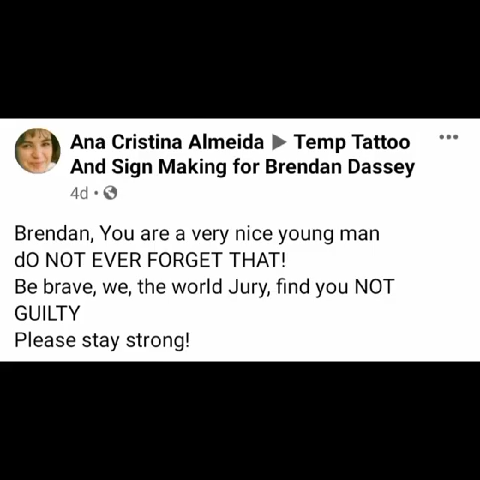 Ana Cristina Almeida ▶ Temp Tattoo
And Sign Making for Brendan Dassey
4d •
Brendan, You are a very nice young man
dO NOT EVER FORGET THAT!
Be brave, we, the world Jury, find you NOT
GUILTY
Please stay strong!